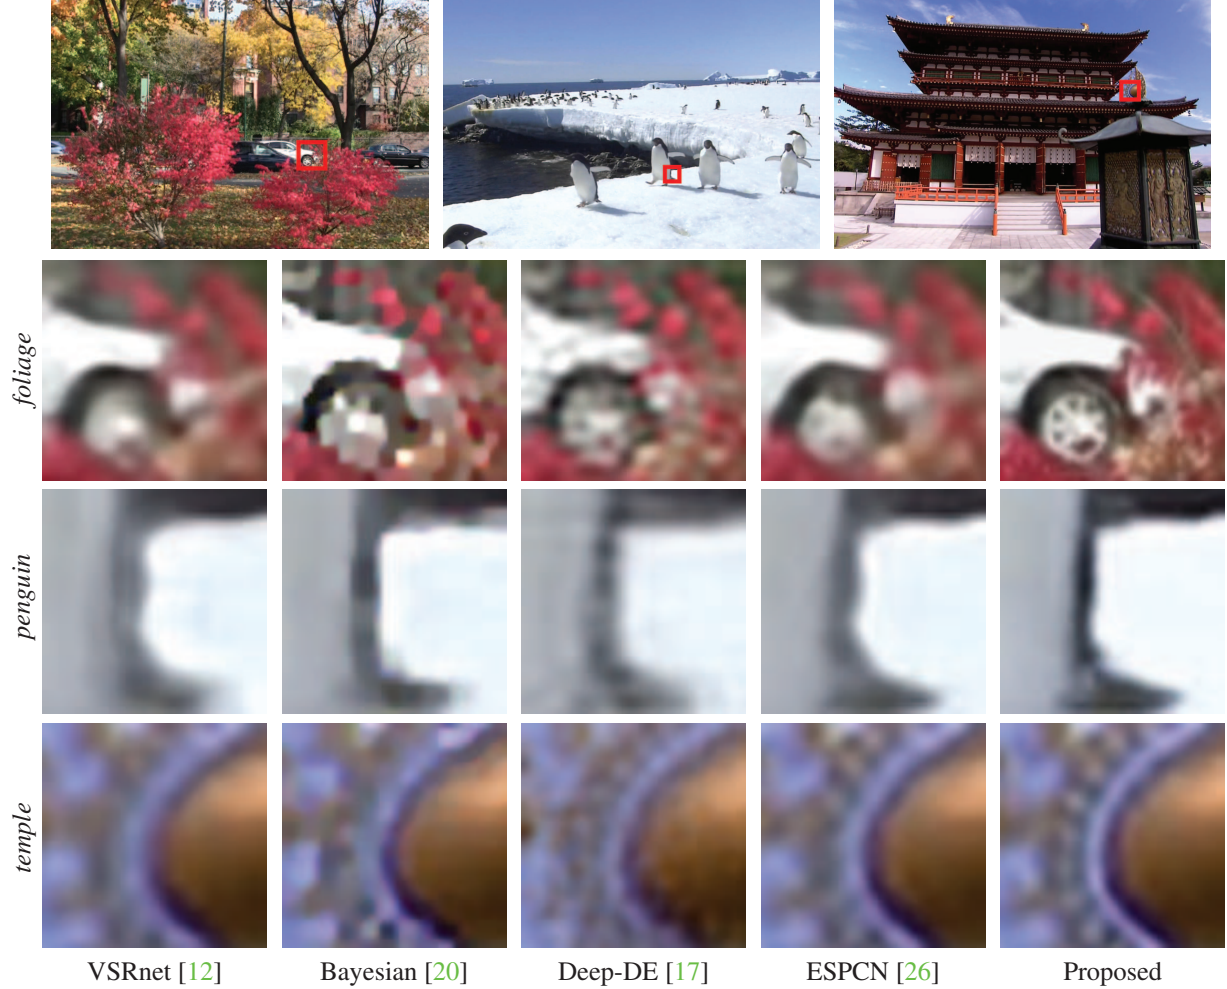 foliage
penguin
temple
VSRnet [12]
Bayesian [20]
Deep-DE [17]
ESPCN [26]
Proposed